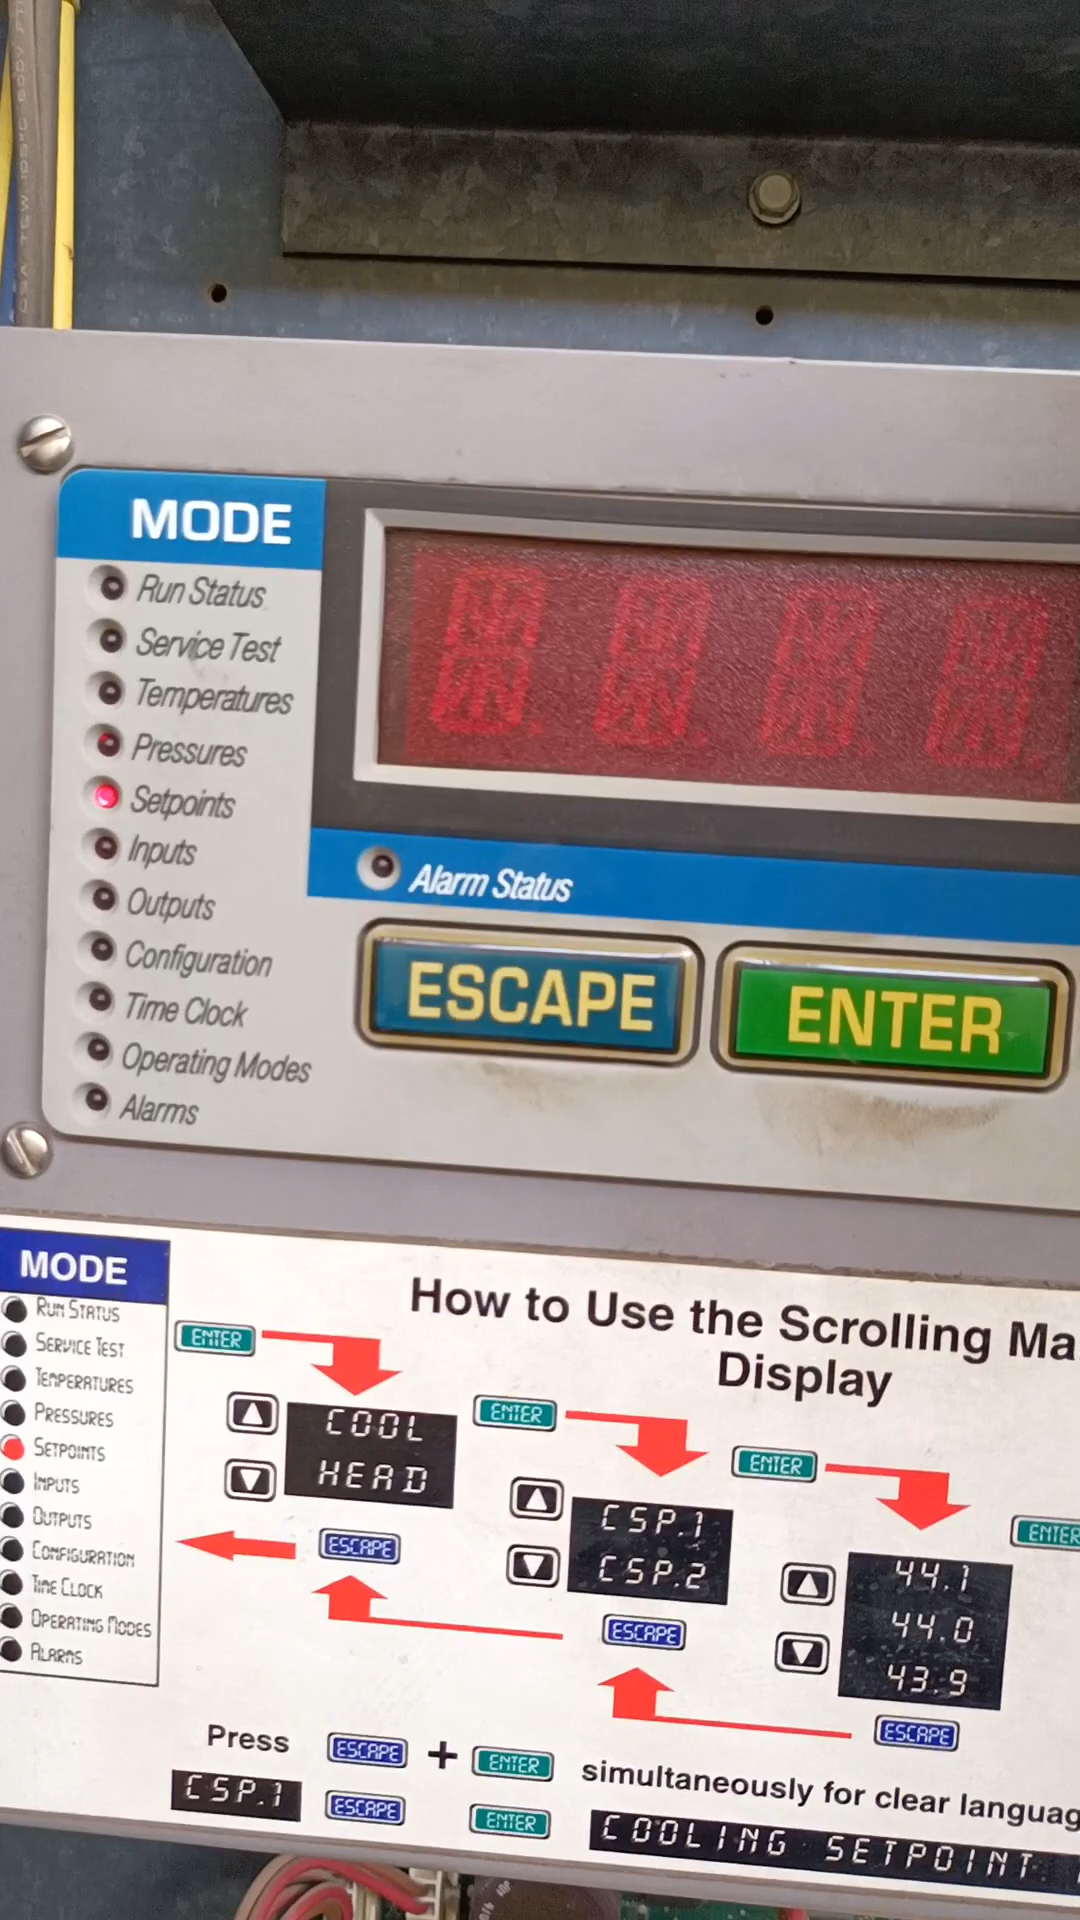 MODE
Run Status
Service Test
Temperatures
Pressures
Setpoints
Inputs
Outputs
Configuration
Time Clock
Operating Modes
Alarms
Alarm Status
ESCAPE
ENTER
MODE
RUN STATUS
SERVICE TEST
TEMPERATURES
PRESSURES
SETPOINTS
INPUTS
OUTPUTS
CONFIGURATION
TIME CLOCK
OPERATING MODES
ALARMS
How to Use the Scrolling Ma
Display
ENTER
COOL
HEAD
ESCAPE
ENTER
CSP.1
CSP.2
ESCAPE
ENTER
44.1
44.0
43.9
ESCAPE
ENTER
Press ESCAPE + ENTER simultaneously for clear languag
CSP.1 ESCAPE ENTER COOLING SETPOINT